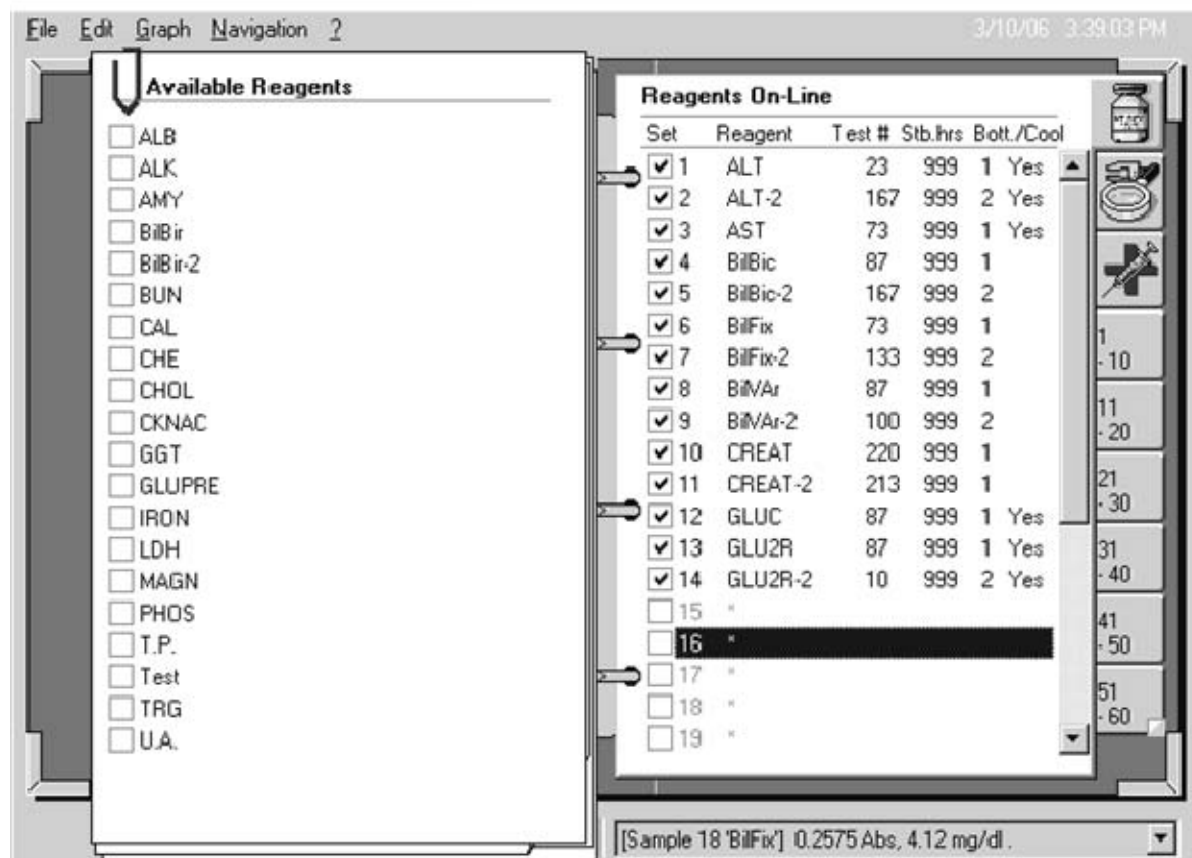 File Edit Graph Navigation ? 3/10/06 3:39:03 PM
Available Reagents
ALB
ALK
AMY
BilBir
BilBir-2
BUN
CAL
CHE
CHOL
CKNAC
GGT
GLUPRE
IRON
LDH
MAGN
PHOS
T.P.
Test
TRG
U.A.
Reagents On-Line
Set Reagent Test # Stb.hrs Bott./Cool
1 ALT 23 999 1 Yes
2 ALT-2 167 999 2 Yes
3 AST 73 999 1 Yes
4 BilBic 87 999 1
5 BilBic-2 167 999 2
6 BilFix 73 999 1
7 BilFix-2 133 999 2
8 BilVAr 87 999 1
9 BilVAr-2 100 999 2
10 CREAT 220 999 1
11 CREAT-2 213 999 1
12 GLUC 87 999 1 Yes
13 GLU2R 87 999 1 Yes
14 GLU2R-2 10 999 2 Yes
15 *
16 *
17 *
18 *
19 *
1
- 10
11
- 20
21
- 30
31
- 40
41
- 50
51
- 60
[Sample 18 'BilFix'] 0.2575 Abs, 4.12 mg/dl .